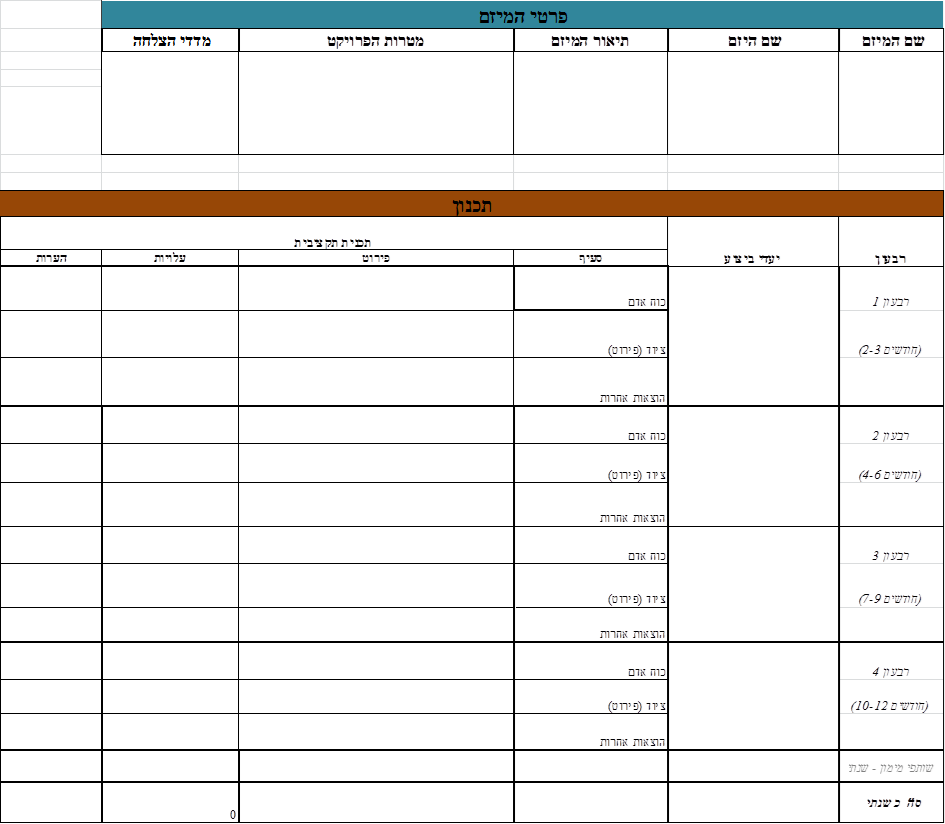 פרטי המיזם
שם המיזם שם היזם תיאור המיזם מטרות הפרויקט מדדי הצלחה
תכנון
תכנית תקציבית
רבעון יעדי ביצוע סעיף פירוט עלויות הערות
רבעון 1 כוח אדם
(חודשים 2-3) ציוד (פירוט)
הוצאות אחרות
רבעון 2 כוח אדם
(חודשים 4-6) ציוד (פירוט)
הוצאות אחרות
רבעון 3 כוח אדם
(חודשים 7-9) ציוד (פירוט)
הוצאות אחרות
רבעון 4 כוח אדם
(חודשים 10-12) ציוד (פירוט)
הוצאות אחרות
שותפי מימון - שנתי
סה"כ שנתי 0